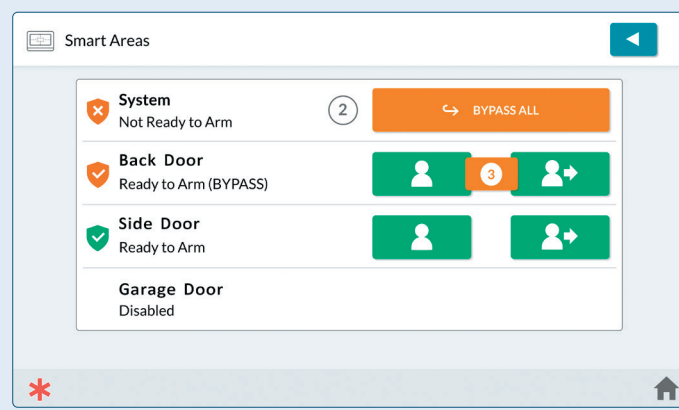 Smart Areas
System
Not Ready to Arm
2
BYPASS ALL
Back Door
Ready to Arm (BYPASS)
3
Side Door
Ready to Arm
Garage Door
Disabled